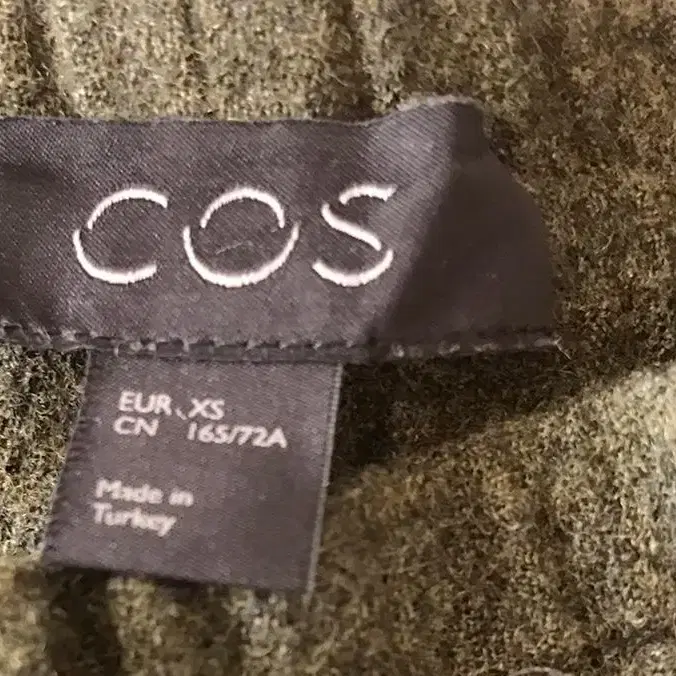 COS
EUR XS
CN 165/72A
Made in
Turkey